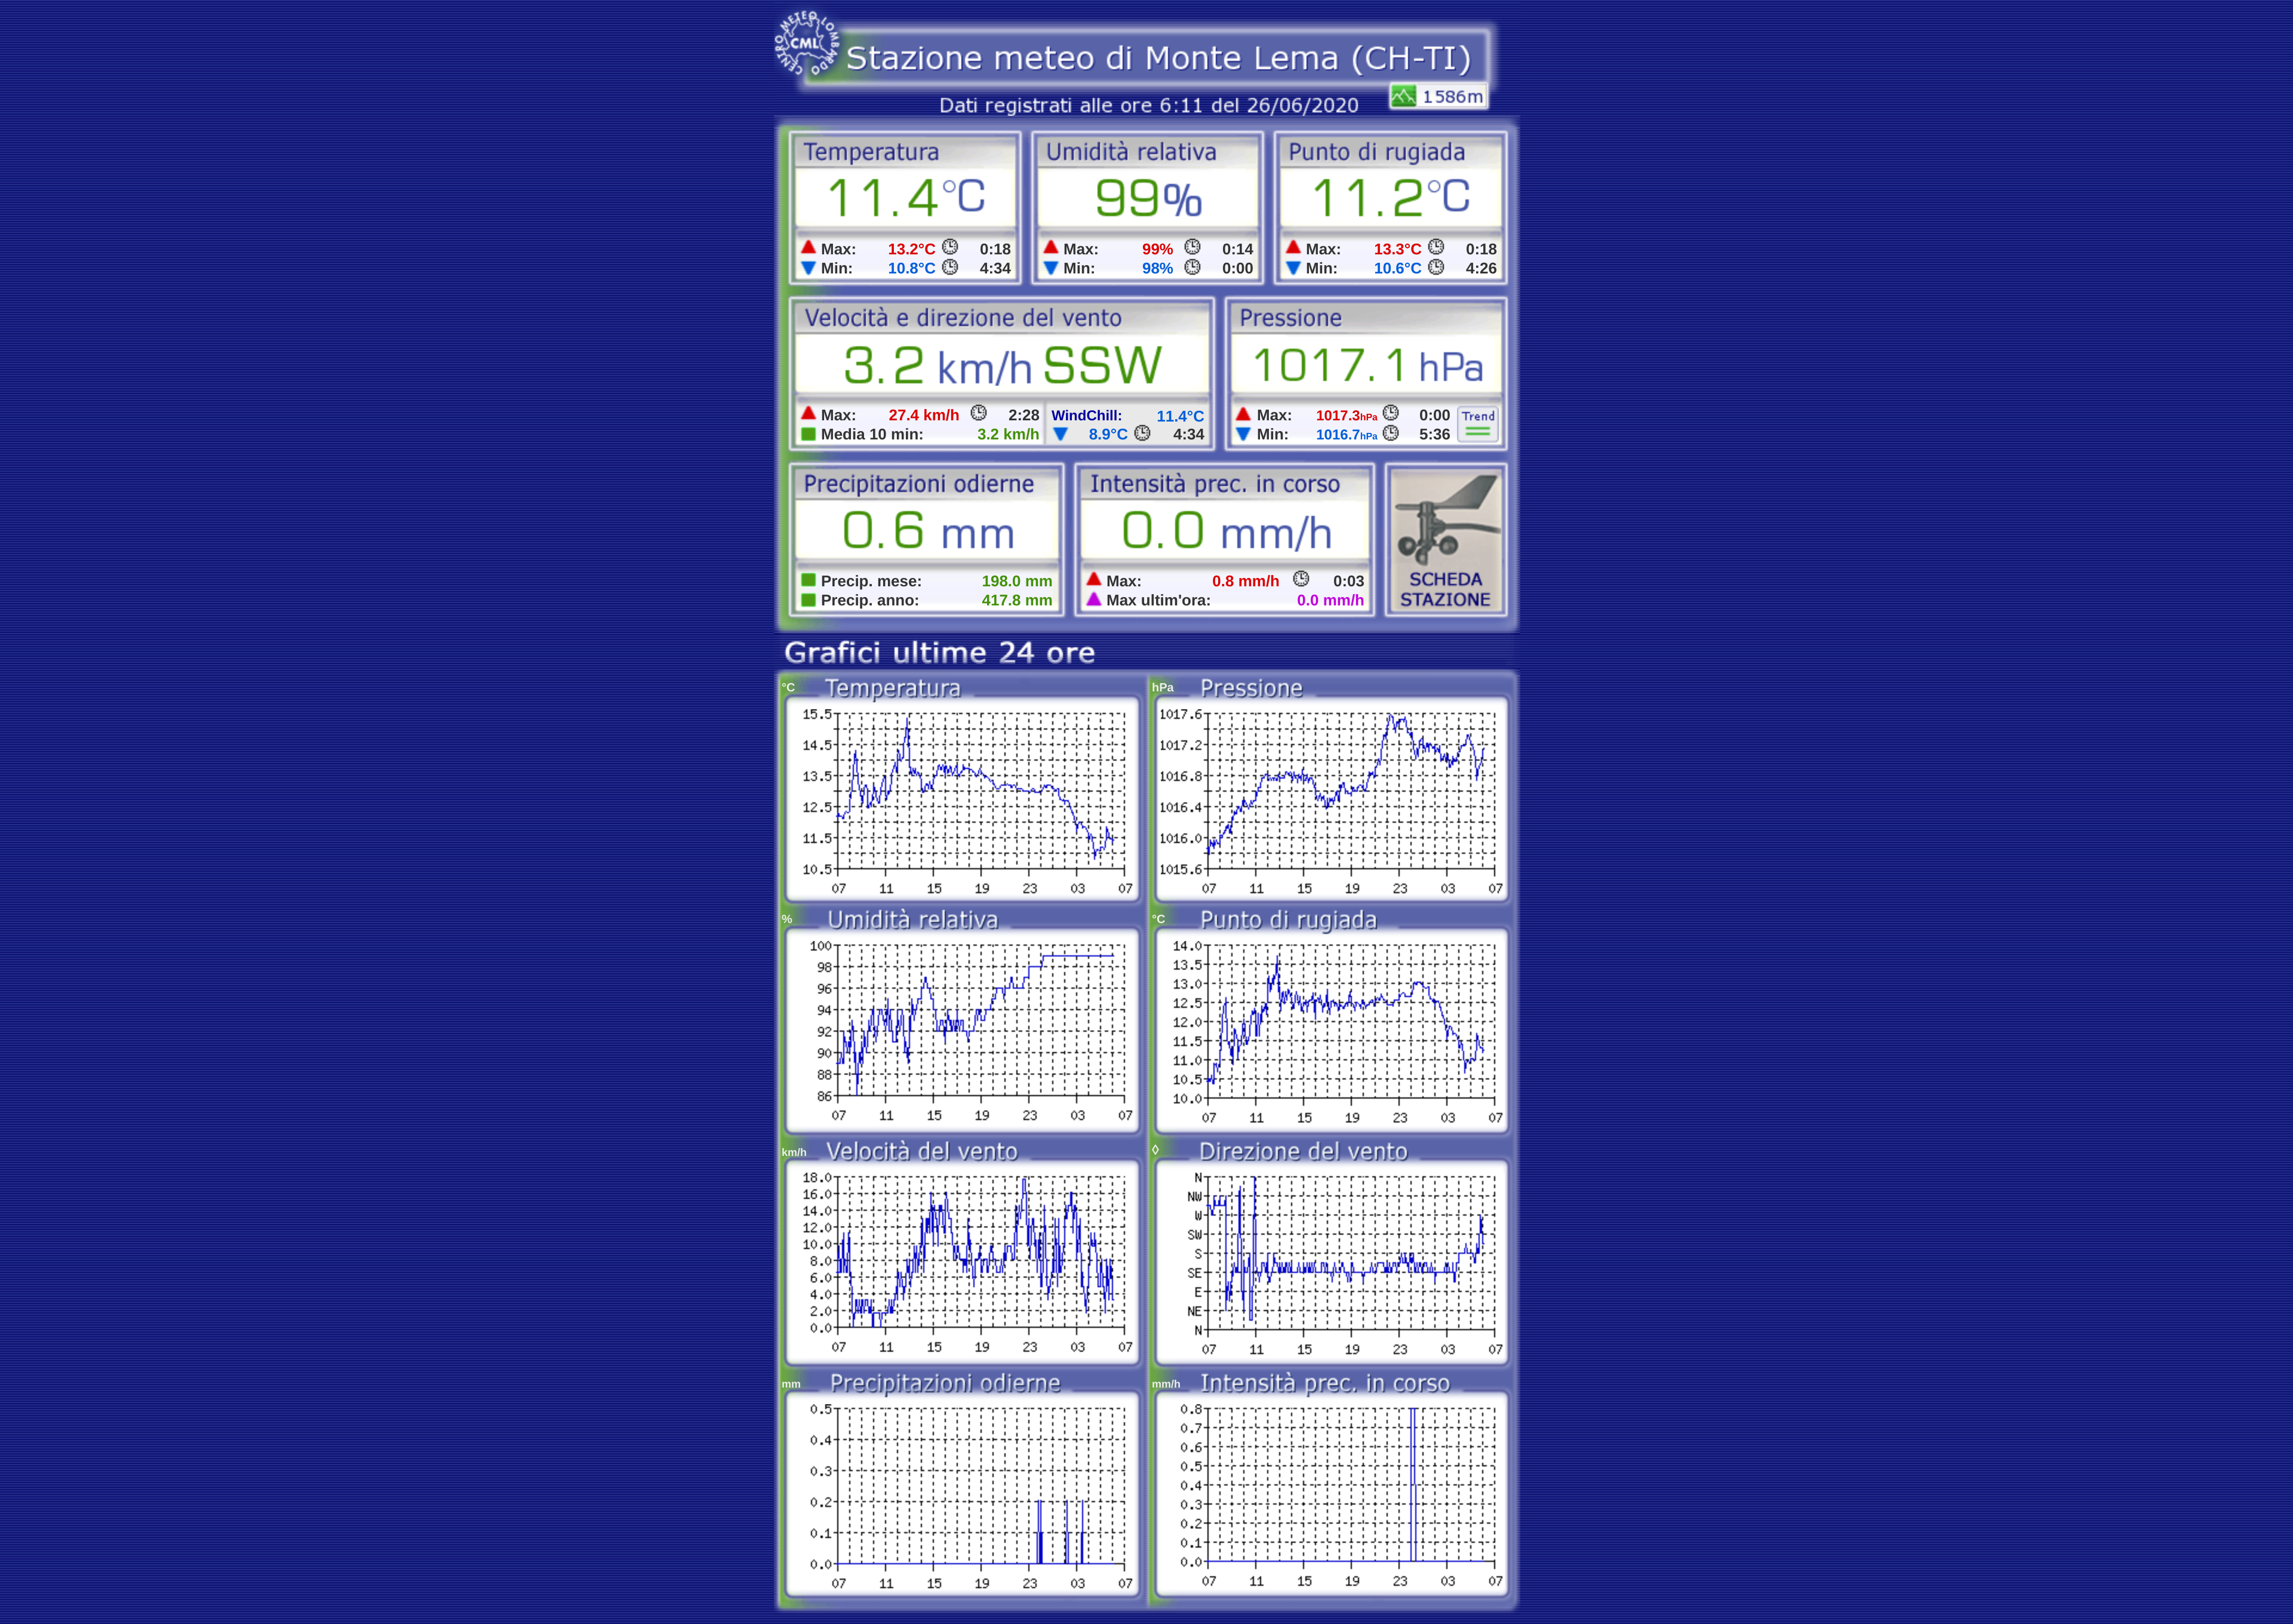 CENTRO METEO LOMBARDO
CML
Stazione meteo di Monte Lema (CH-TI)
1586m
Dati registrati alle ore 6:11 del 26/06/2020
Temperatura Umidità relativa Punto di rugiada
11.4°C 99% 11.2°C
Max: 13.2°C 0:18 Max: 99% 0:14 Max: 13.3°C 0:18
Min: 10.8°C 4:34 Min: 98% 0:00 Min: 10.6°C 4:26
Velocità e direzione del vento Pressione
3.2 km/h SSW 1017.1 hPa
Max: 27.4 km/h 2:28 WindChill: 11.4°C Max: 1017.3hPa 0:00 Trend
Media 10 min: 3.2 km/h 8.9°C 4:34 Min: 1016.7hPa 5:36
Precipitazioni odierne Intensità prec. in corso
0.6 mm 0.0 mm/h
Precip. mese: 198.0 mm Max: 0.8 mm/h 0:03 SCHEDA
Precip. anno: 417.8 mm Max ultim'ora: 0.0 mm/h STAZIONE
Grafici ultime 24 ore
°C Temperatura
15.5
14.5
13.5
12.5
11.5
10.5
07 11 15 19 23 03 07
hPa Pressione
1017.6
1017.2
1016.8
1016.4
1016.0
1015.6
07 11 15 19 23 03 07
% Umidità relativa
100
98
96
94
92
90
88
86
07 11 15 19 23 03 07
°C Punto di rugiada
14.0
13.5
13.0
12.5
12.0
11.5
11.0
10.5
10.0
07 11 15 19 23 03 07
km/h Velocità del vento
18.0
16.0
14.0
12.0
10.0
8.0
6.0
4.0
2.0
0.0
07 11 15 19 23 03 07
◊ Direzione del vento
N
NW
W
SW
S
SE
E
NE
N
07 11 15 19 23 03 07
mm Precipitazioni odierne
0.5
0.4
0.3
0.2
0.1
0.0
07 11 15 19 23 03 07
mm/h Intensità prec. in corso
0.8
0.7
0.6
0.5
0.4
0.3
0.2
0.1
0.0
07 11 15 19 23 03 07